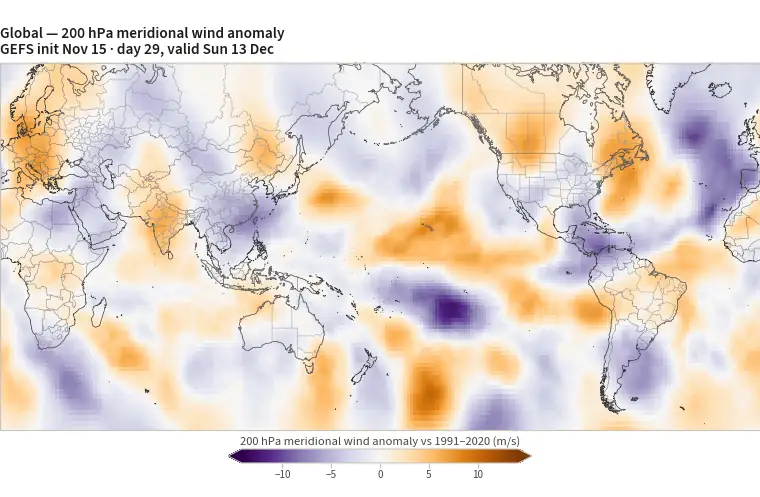 Global — 200 hPa meridional wind anomaly
GEFS init Nov 15 · day 29, valid Sun 13 Dec
200 hPa meridional wind anomaly vs 1991–2020 (m/s)
−10 −5 0 5 10